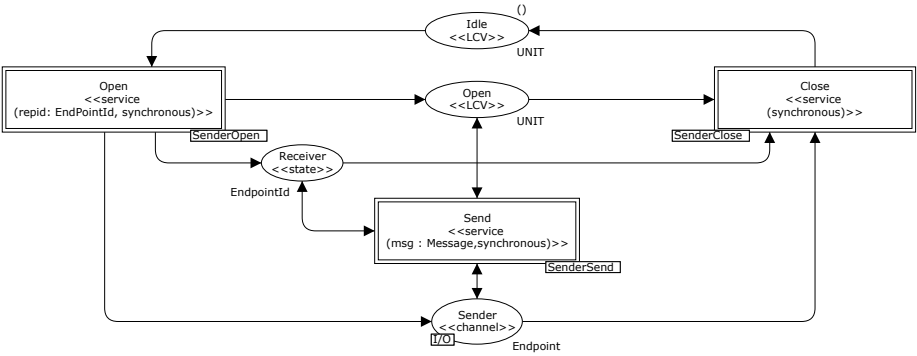 ()
Idle
<<LCV>>
UNIT
Open
<<service
(repid: EndPointId, synchronous)>>
SenderOpen
Open
<<LCV>>
UNIT
Close
<<service
(synchronous)>>
SenderClose
Receiver
<<state>>
EndpointId
Send
<<service
(msg : Message,synchronous)>>
SenderSend
Sender
<<channel>>
I/O
Endpoint